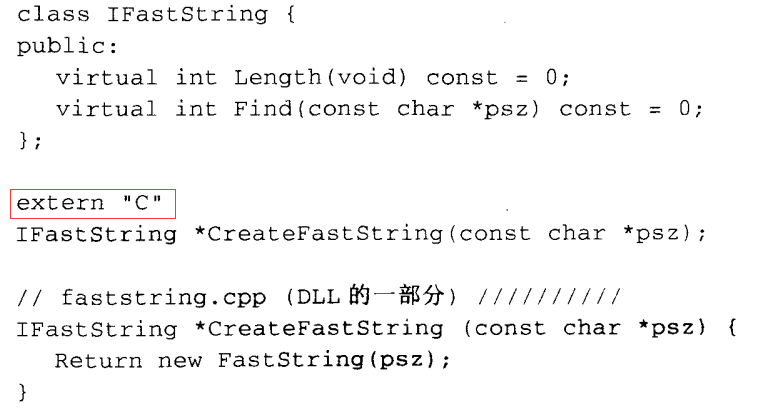 class IFastString {
public:
virtual int Length(void) const = 0;
virtual int Find(const char *psz) const = 0;
};
extern "C"
IFastString *CreateFastString(const char *psz);
// faststring.cpp (DLL 的一部分) //////////
IFastString *CreateFastString (const char *psz) {
Return new FastString(psz);
}